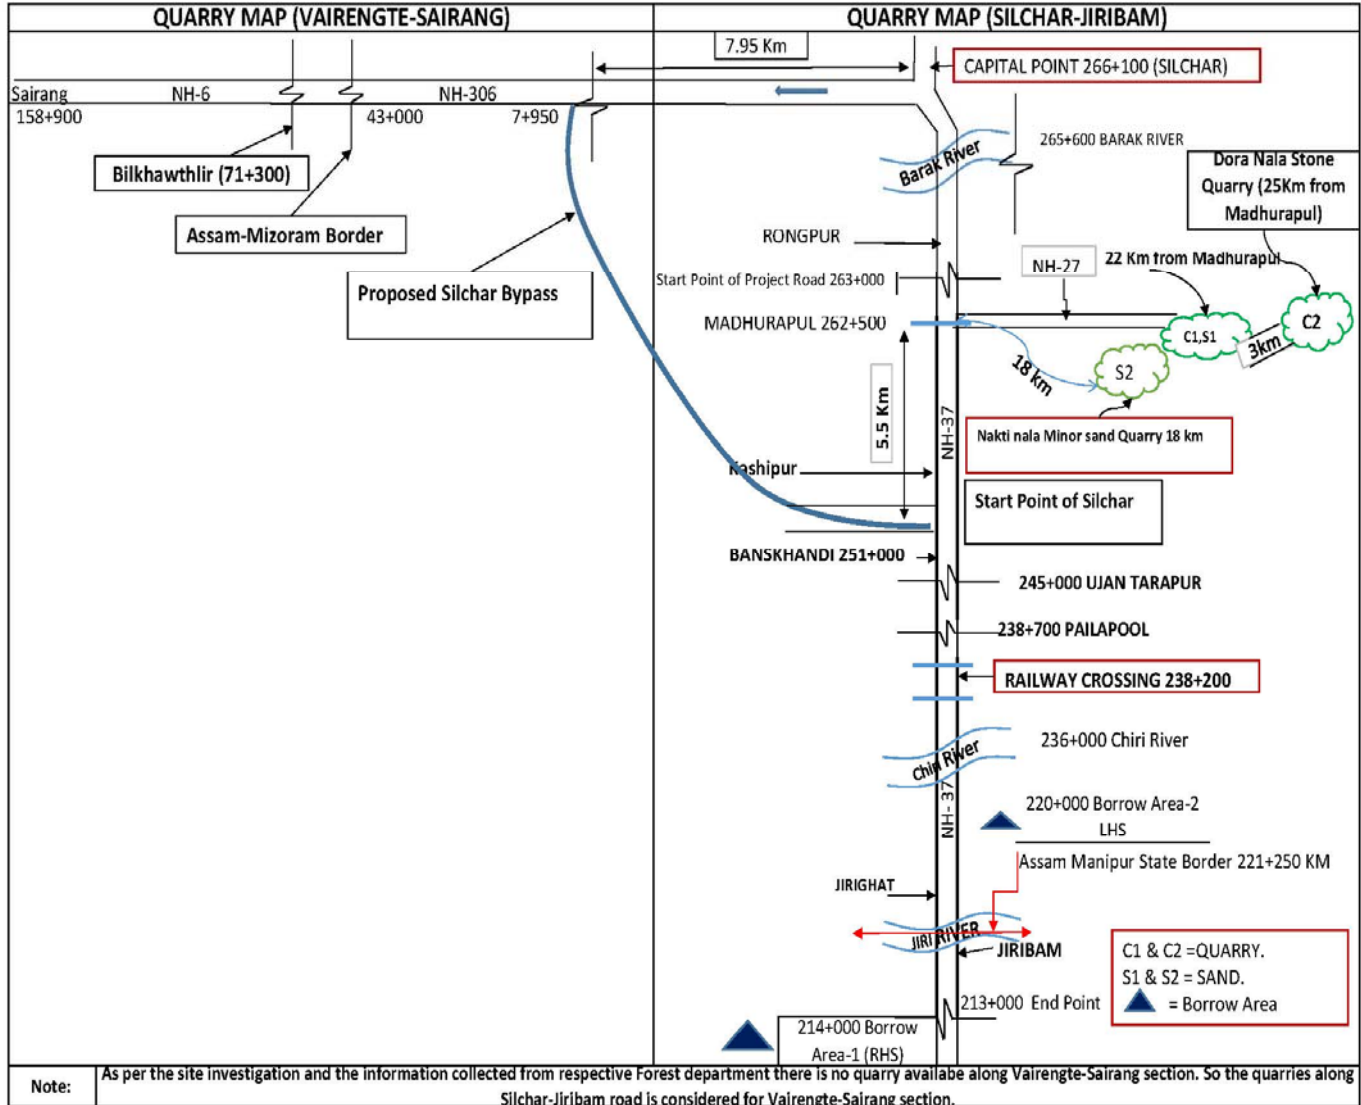 QUARRY MAP (VAIRENGTE-SAIRANG)
QUARRY MAP (SILCHAR-JIRIBAM)
7.95 Km
CAPITAL POINT 266+100 (SILCHAR)
Sairang
NH-6
NH-306
158+900
43+000
7+950
Bilkhawthlir (71+300)
Assam-Mizoram Border
Proposed Silchar Bypass
Barak River
265+600 BARAK RIVER
Dora Nala Stone
Quarry (25Km from
Madhurapul)
RONGPUR
Start Point of Project Road 263+000
NH-27
22 Km from Madhurapul
MADHURAPUL 262+500
C1,S1
3km
C2
18 km
S2
5.5 Km
NH-37
Nakti nala Minor sand Quarry 18 km
Kashipur
Start Point of Silchar
BANSKHANDI 251+000
245+000 UJAN TARAPUR
238+700 PAILAPOOL
RAILWAY CROSSING 238+200
236+000 Chiri River
Chiri River
NH- 37
220+000 Borrow Area-2
LHS
Assam Manipur State Border 221+250 KM
JIRIGHAT
JIRI RIVER
JIRIBAM
C1 & C2 =QUARRY.
S1 & S2 = SAND.
= Borrow Area
213+000 End Point
214+000 Borrow
Area-1 (RHS)
Note:
As per the site investigation and the information collected from respective Forest department there is no quarry availabe along Vairengte-Sairang section. So the quarries along
Silchar-Jiribam road is considered for Vairengte-Sairang section.